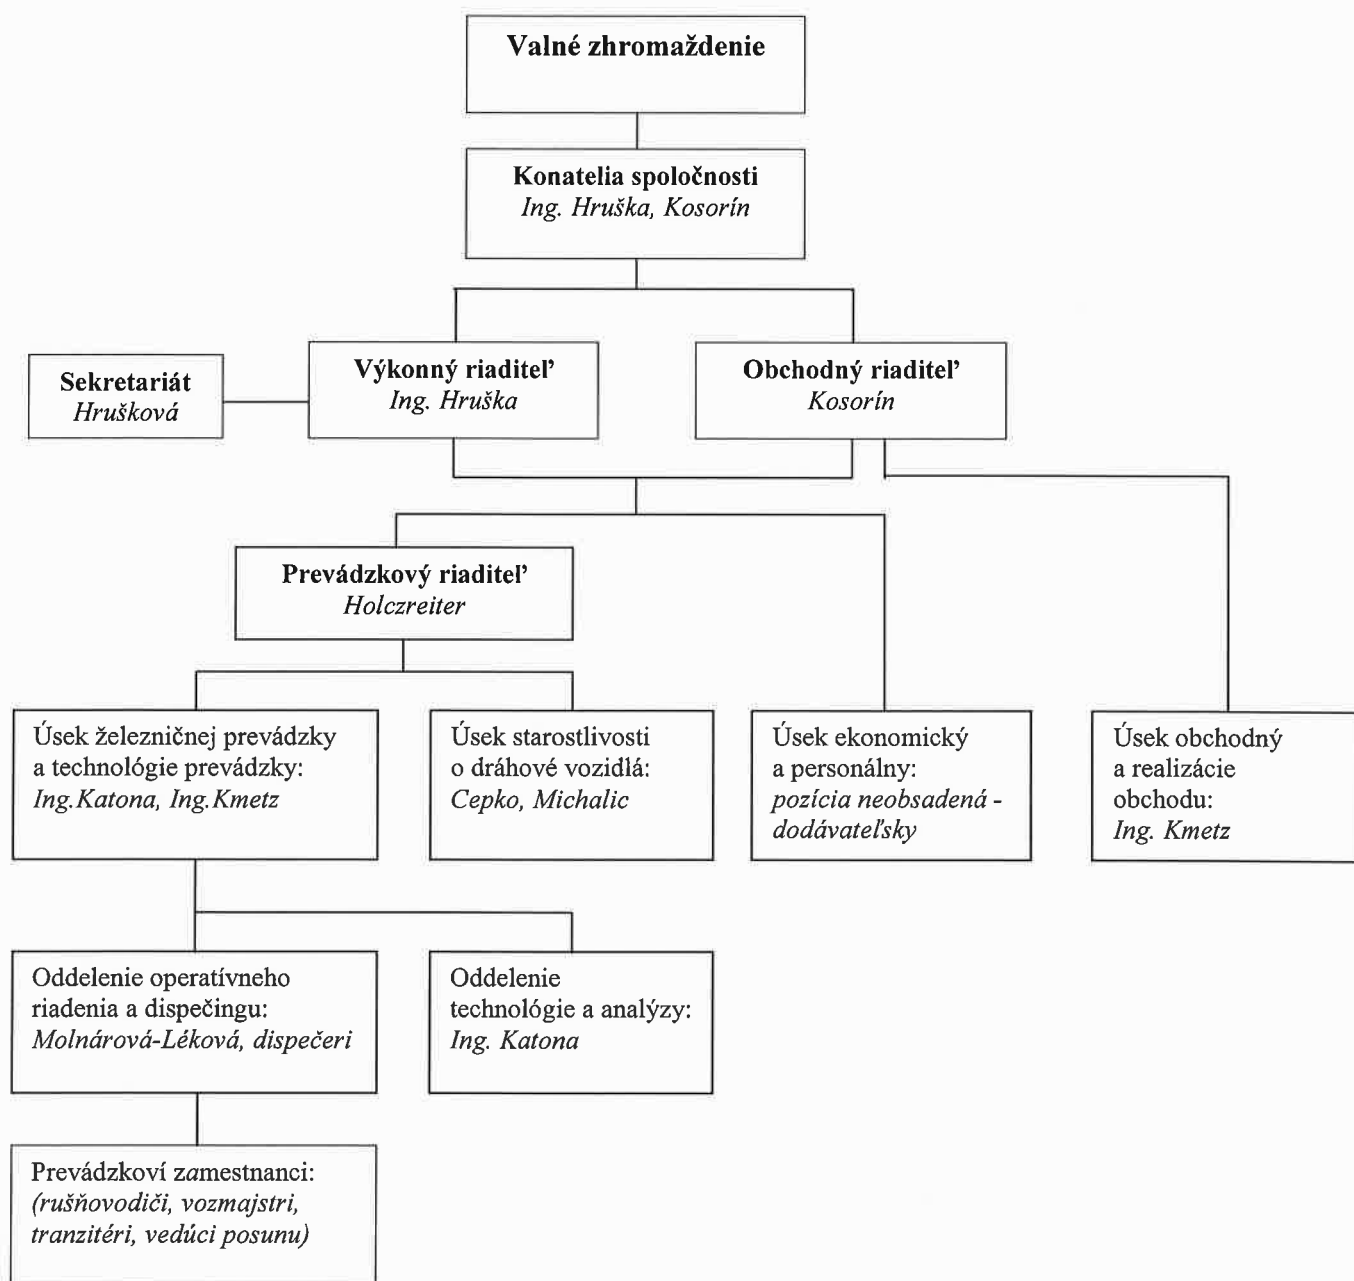 Valné zhromaždenie
Konatelia spoločnosti
Ing. Hruška, Kosorín
Sekretariát
Hrušková
Výkonný riaditeľ
Ing. Hruška
Obchodný riaditeľ
Kosorín
Prevádzkový riaditeľ
Holczreiter
Úsek železničnej prevádzky
a technológie prevádzky:
Ing.Katona, Ing.Kmetz
Úsek starostlivosti
o dráhové vozidlá:
Cepko, Michalic
Úsek ekonomický
a personálny:
pozícia neobsadená -
dodávateľsky
Úsek obchodný
a realizácie
obchodu:
Ing. Kmetz
Oddelenie operatívneho
riadenia a dispečingu:
Molnárová-Léková, dispečeri
Oddelenie
technológie a analýzy:
Ing. Katona
Prevádzkoví zamestnanci:
(rušňovodiči, vozmajstri,
tranzitéri, vedúci posunu)